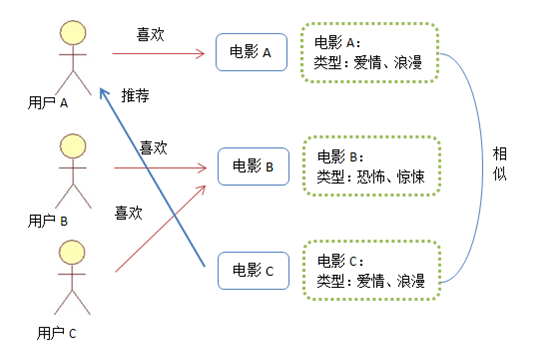 喜欢
电影 A
电影 A：
类型：爱情、浪漫
用户 A
推荐
喜欢
电影 B
电影 B：
类型：恐怖、惊悚
相似
用户 B
喜欢
电影 C
电影 C：
类型：爱情、浪漫
用户 C